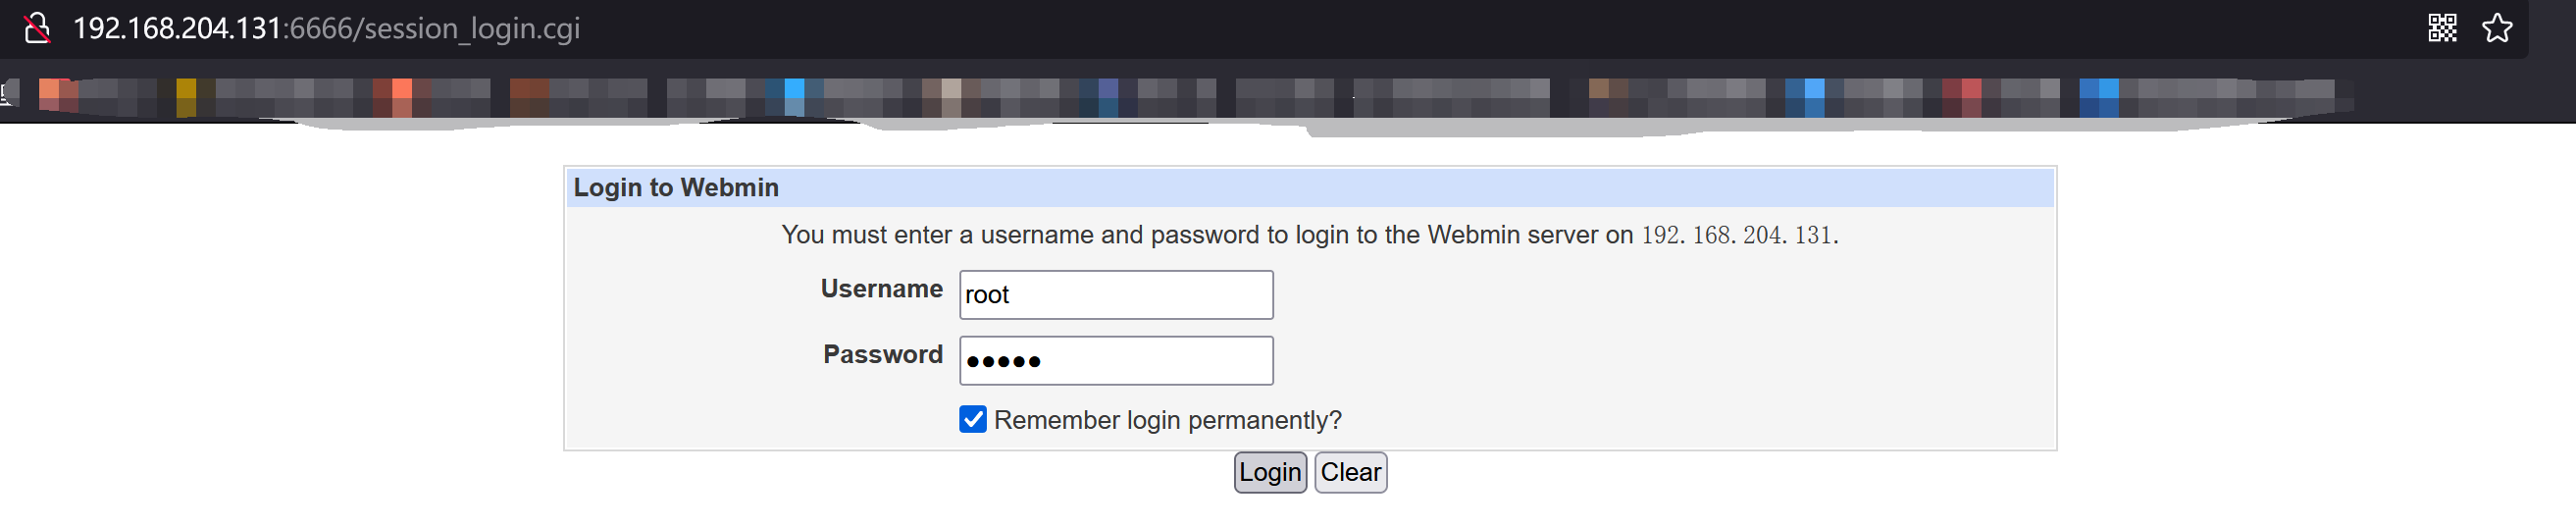 192.168.204.131:6666/session_login.cgi
Login to Webmin
You must enter a username and password to login to the Webmin server on 192.168.204.131.
Username root
Password •••••
Remember login permanently?
Login Clear